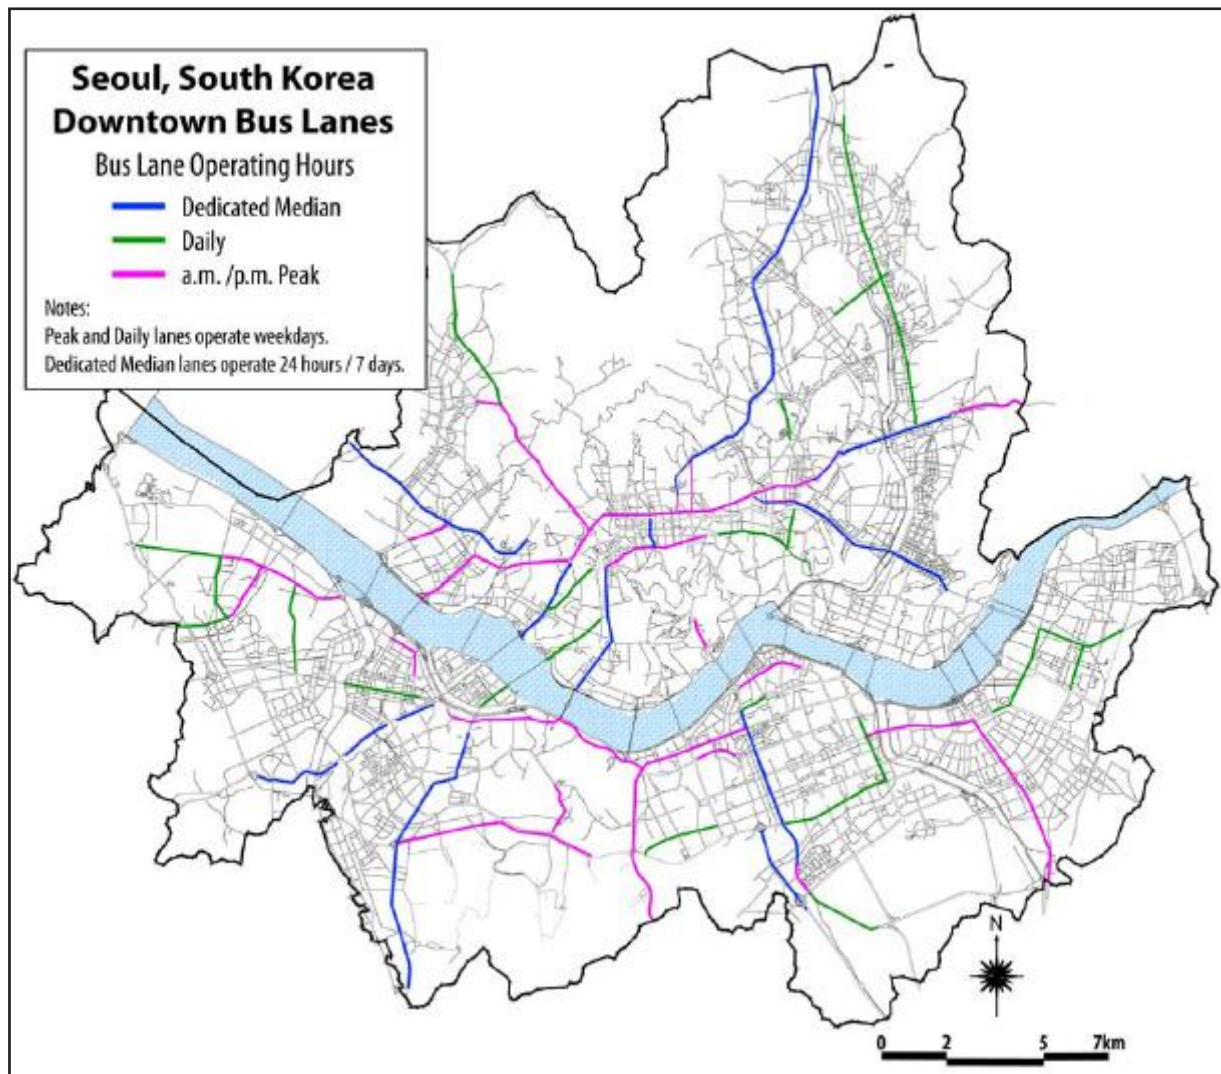 Seoul, South Korea
Downtown Bus Lanes
Bus Lane Operating Hours
Dedicated Median
Daily
a.m. /p.m. Peak
Notes:
Peak and Daily lanes operate weekdays.
Dedicated Median lanes operate 24 hours / 7 days.
N
0 2 5 7km